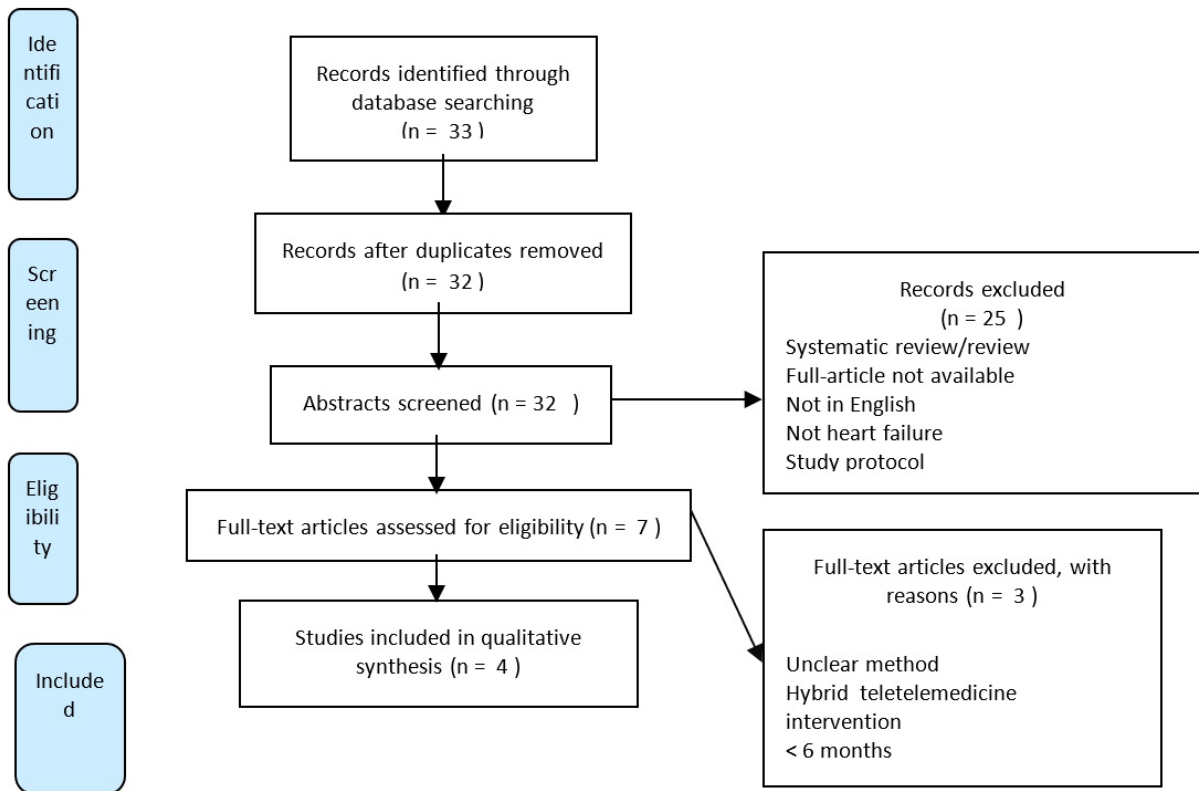 Ide
ntifi
cati
on
Records identified through
database searching
(n = 33)
Records after duplicates removed
(n = 32)
Scr
een
ing
Records excluded
(n = 25 )
Systematic review/review
Full-article not available
Not in English
Not heart failure
Study protocol
Abstracts screened (n = 32 )
Elig
ibili
ty
Full-text articles assessed for eligibility (n = 7 )
Full-text articles excluded, with
reasons (n = 3 )
Unclear method
Hybrid teletelemedicine
intervention
< 6 months
Studies included in qualitative
synthesis (n = 4 )
Include
d